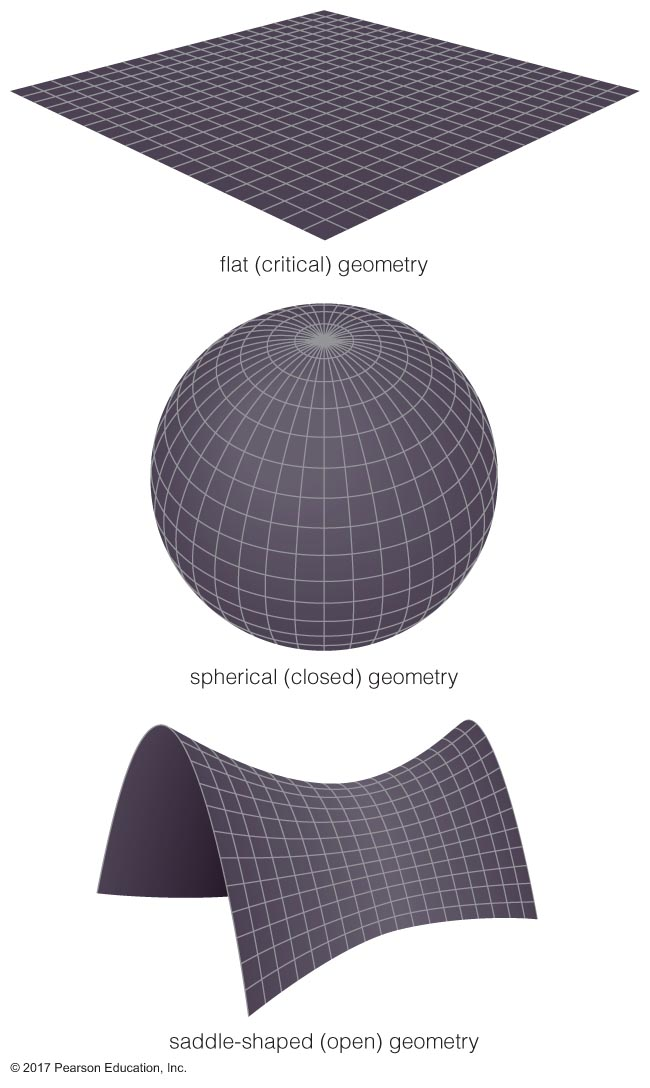 flat (critical) geometry
spherical (closed) geometry
saddle-shaped (open) geometry
© 2017 Pearson Education, Inc.